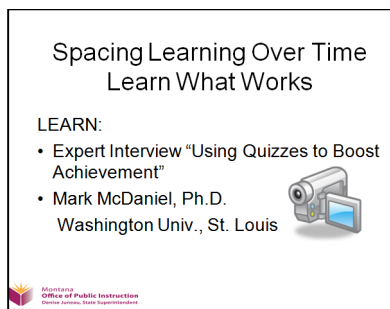 Spacing Learning Over Time
Learn What Works
LEARN:
• Expert Interview “Using Quizzes to Boost
Achievement”
• Mark McDaniel, Ph.D.
Washington Univ., St. Louis
Montana
Office of Public Instruction
Denise Juneau, State Superintendent